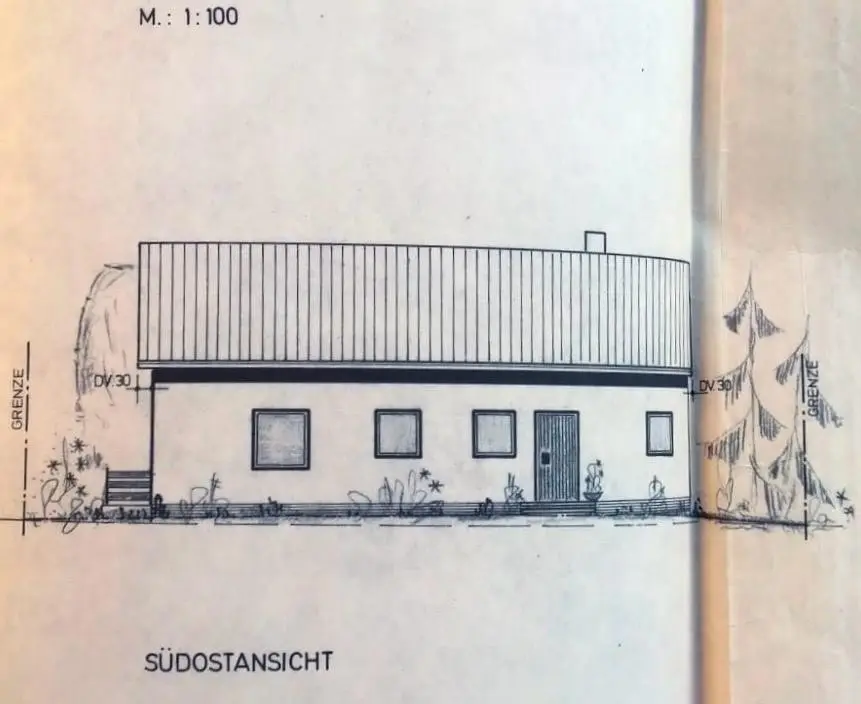 M.: 1:100
GRENZE
DV.30
DV.30
GRENZE
SÜDOSTANSICHT